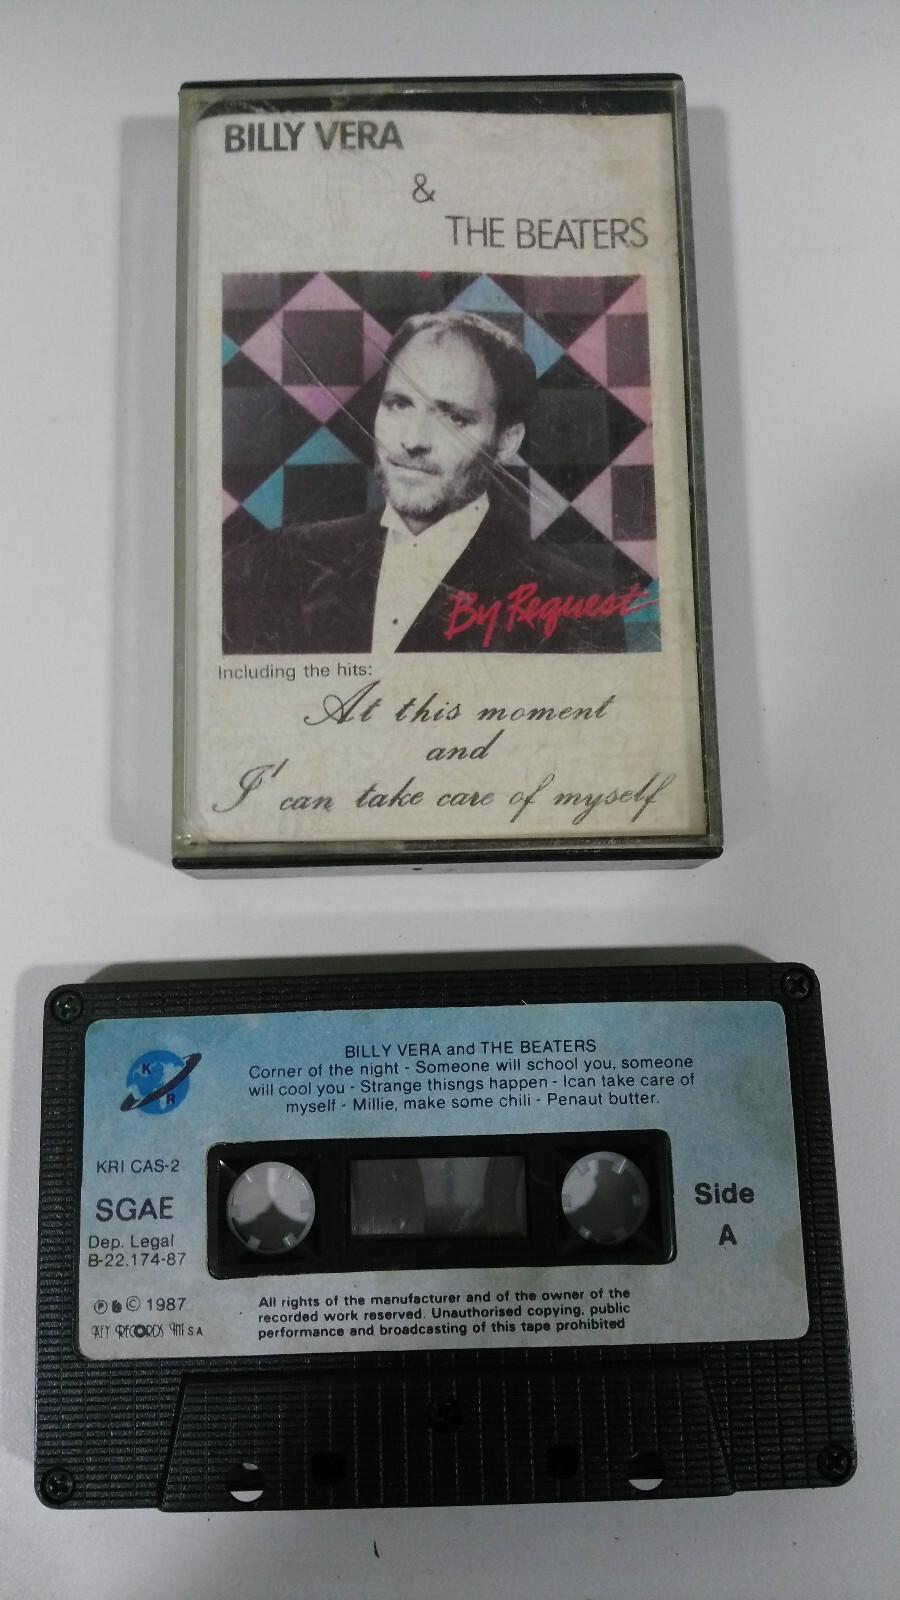 BILLY VERA
&
THE BEATERS
By Request
Including the hits:
At this moment
and
I' can take care of myself
K
R
BILLY VERA and THE BEATERS
Corner of the night - Someone will school you, someone
will cool you - Strange thisngs happen - Ican take care of
myself - Millie, make some chili - Penaut butter.
KRI CAS-2
SGAE
Dep. Legal
B-22.174-87
Ⓟ © 1987
KEY RECORDS INT S.A.
Side
A
All rights of the manufacturer and of the owner of the
recorded work reserved. Unauthorised copying, public
performance and broadcasting of this tape prohibited